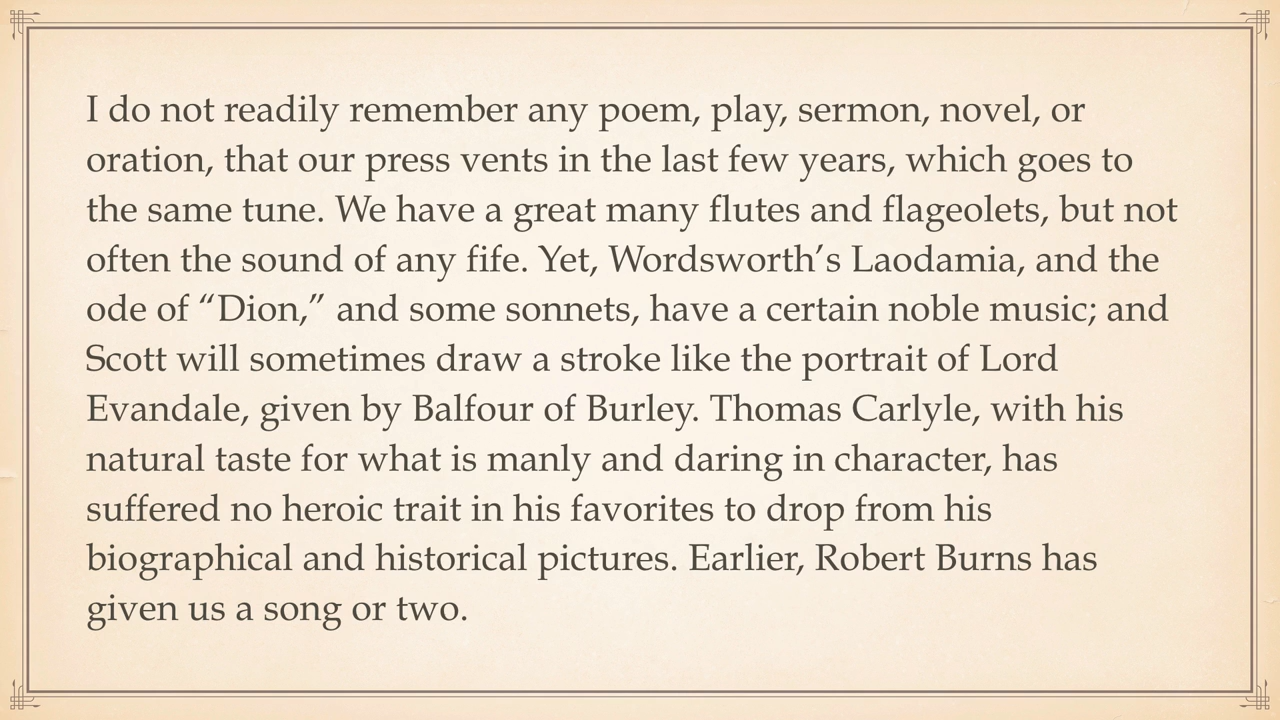 I do not readily remember any poem, play, sermon, novel, or
oration, that our press vents in the last few years, which goes to
the same tune. We have a great many flutes and flageolets, but not
often the sound of any fife. Yet, Wordsworth’s Laodamia, and the
ode of “Dion,” and some sonnets, have a certain noble music; and
Scott will sometimes draw a stroke like the portrait of Lord
Evandale, given by Balfour of Burley. Thomas Carlyle, with his
natural taste for what is manly and daring in character, has
suffered no heroic trait in his favorites to drop from his
biographical and historical pictures. Earlier, Robert Burns has
given us a song or two.